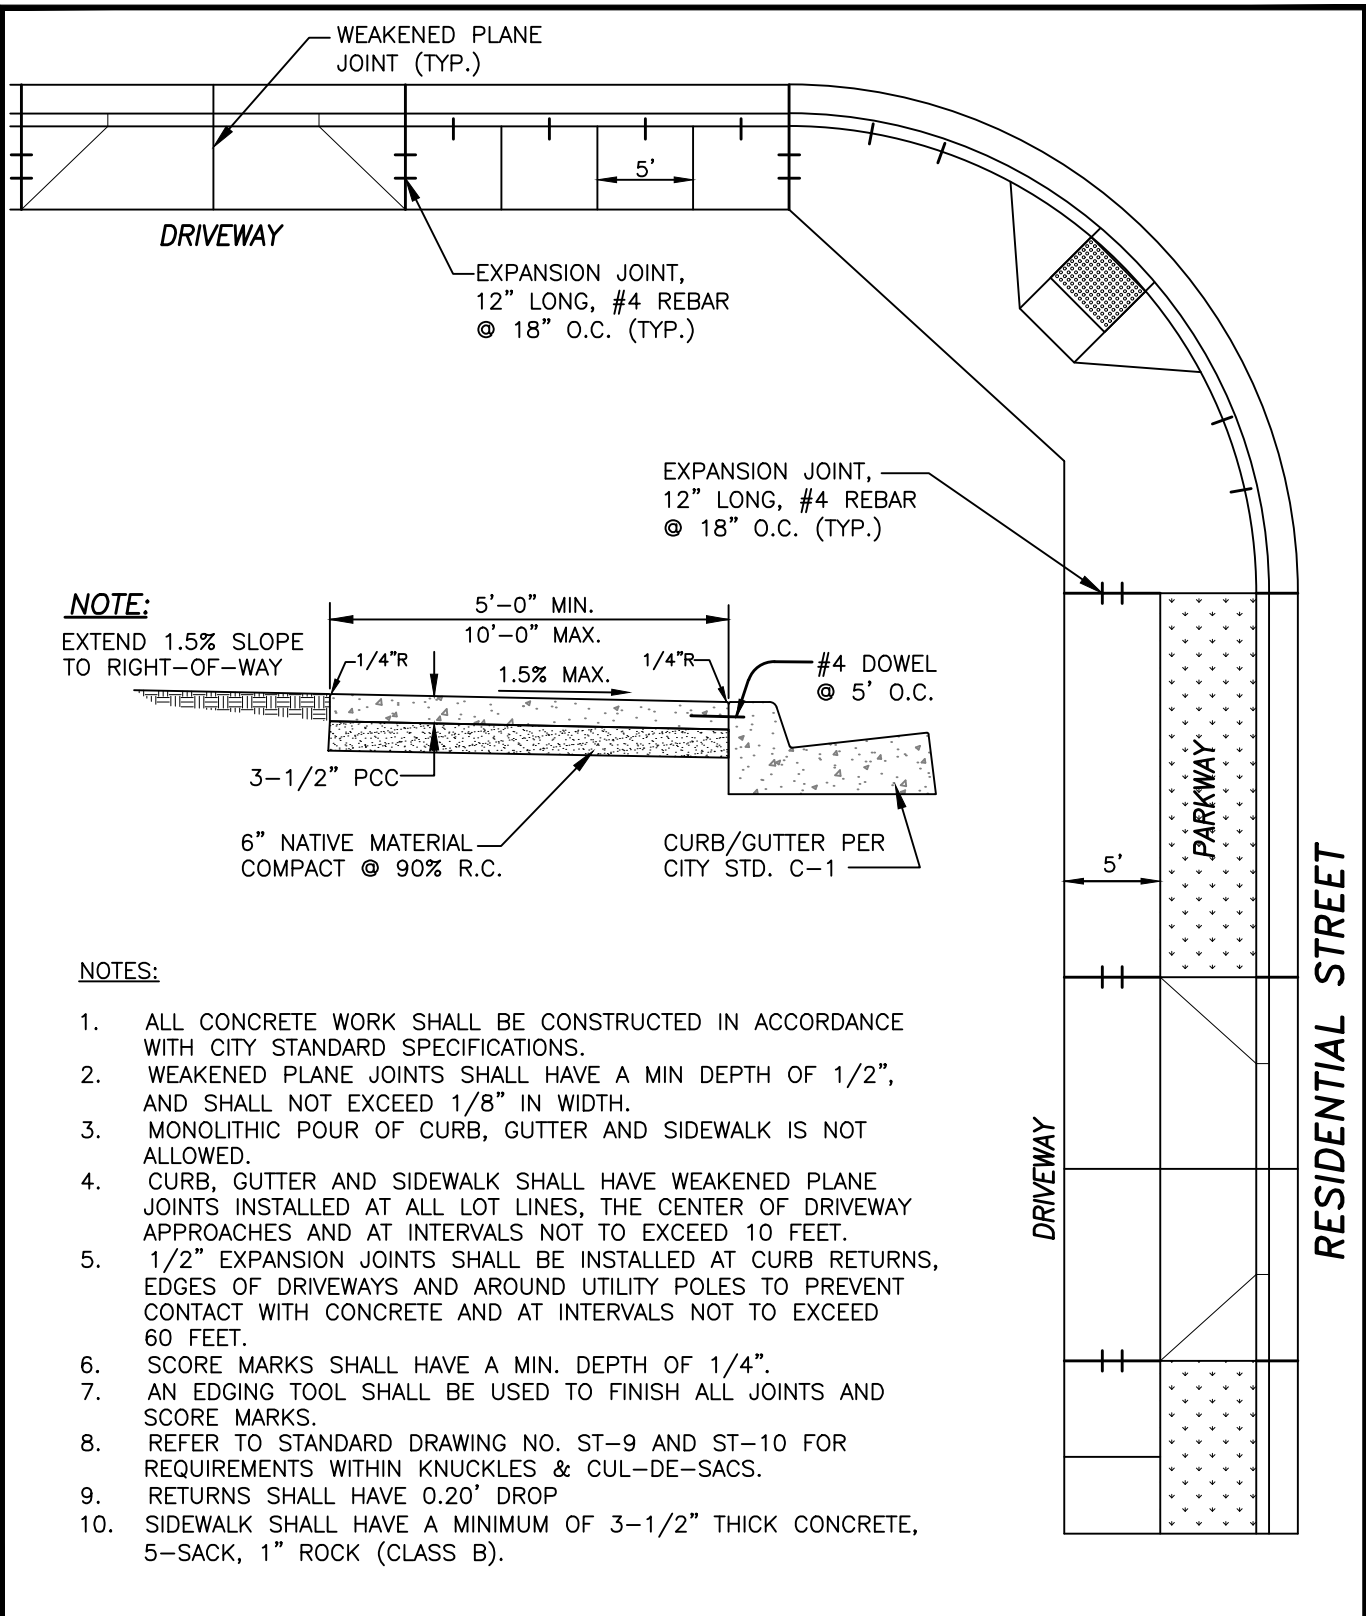 WEAKENED PLANE
JOINT (TYP.)
5'
DRIVEWAY
EXPANSION JOINT,
12" LONG, #4 REBAR
@ 18" O.C. (TYP.)
EXPANSION JOINT,
12" LONG, #4 REBAR
@ 18" O.C. (TYP.)
NOTE:
EXTEND 1.5% SLOPE
TO RIGHT-OF-WAY
5'-0" MIN.
10'-0" MAX.
1/4"R
1.5% MAX.
1/4"R
#4 DOWEL
@ 5' O.C.
3-1/2" PCC
6" NATIVE MATERIAL
COMPACT @ 90% R.C.
CURB/GUTTER PER
CITY STD. C-1
PARKWAY
5'
DRIVEWAY
RESIDENTIAL STREET
NOTES:
1. ALL CONCRETE WORK SHALL BE CONSTRUCTED IN ACCORDANCE
WITH CITY STANDARD SPECIFICATIONS.
2. WEAKENED PLANE JOINTS SHALL HAVE A MIN DEPTH OF 1/2",
AND SHALL NOT EXCEED 1/8" IN WIDTH.
3. MONOLITHIC POUR OF CURB, GUTTER AND SIDEWALK IS NOT
ALLOWED.
4. CURB, GUTTER AND SIDEWALK SHALL HAVE WEAKENED PLANE
JOINTS INSTALLED AT ALL LOT LINES, THE CENTER OF DRIVEWAY
APPROACHES AND AT INTERVALS NOT TO EXCEED 10 FEET.
5. 1/2" EXPANSION JOINTS SHALL BE INSTALLED AT CURB RETURNS,
EDGES OF DRIVEWAYS AND AROUND UTILITY POLES TO PREVENT
CONTACT WITH CONCRETE AND AT INTERVALS NOT TO EXCEED
60 FEET.
6. SCORE MARKS SHALL HAVE A MIN. DEPTH OF 1/4".
7. AN EDGING TOOL SHALL BE USED TO FINISH ALL JOINTS AND
SCORE MARKS.
8. REFER TO STANDARD DRAWING NO. ST-9 AND ST-10 FOR
REQUIREMENTS WITHIN KNUCKLES & CUL-DE-SACS.
9. RETURNS SHALL HAVE 0.20' DROP
10. SIDEWALK SHALL HAVE A MINIMUM OF 3-1/2" THICK CONCRETE,
5-SACK, 1" ROCK (CLASS B).